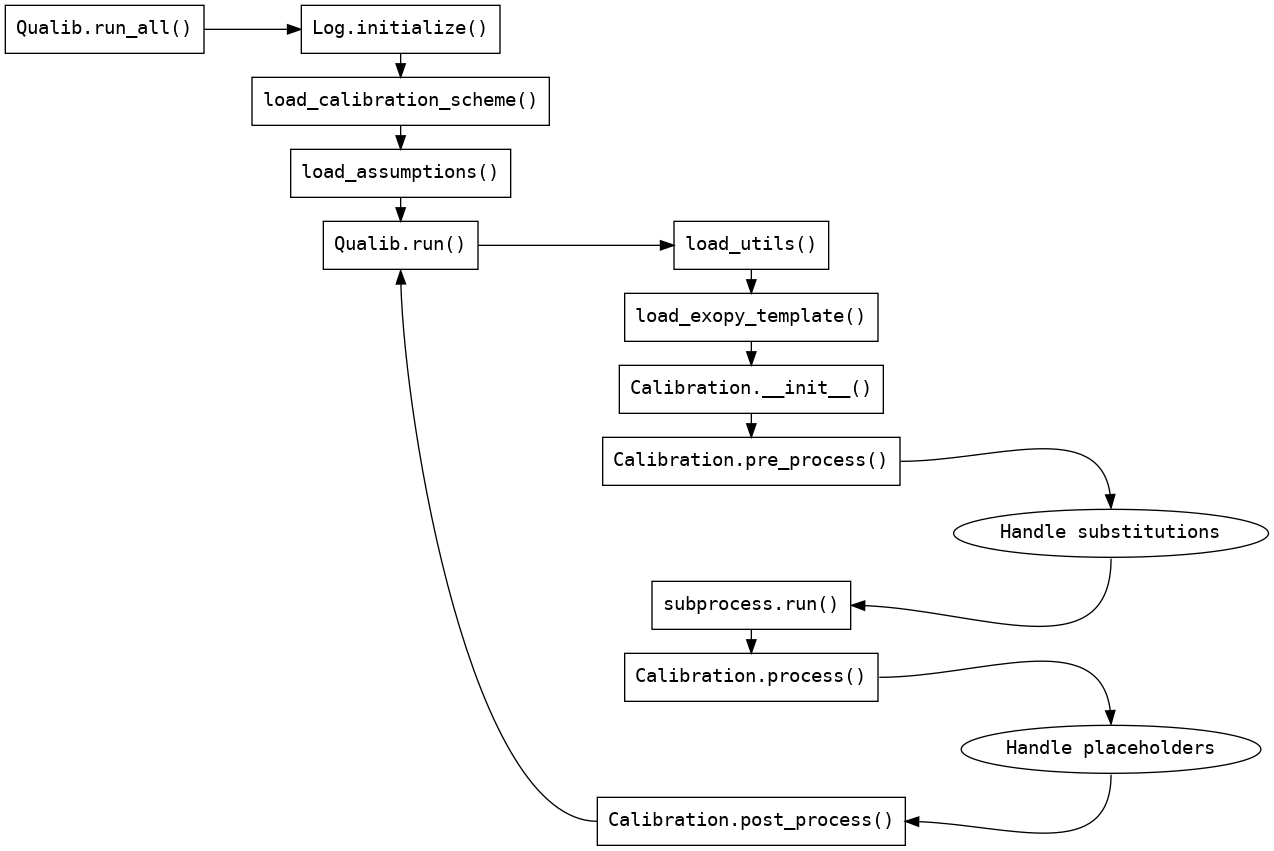 Qualib.run_all()
Log.initialize()
load_calibration_scheme()
load_assumptions()
Qualib.run()
load_utils()
load_exopy_template()
Calibration.__init__()
Calibration.pre_process()
Handle substitutions
subprocess.run()
Calibration.process()
Handle placeholders
Calibration.post_process()